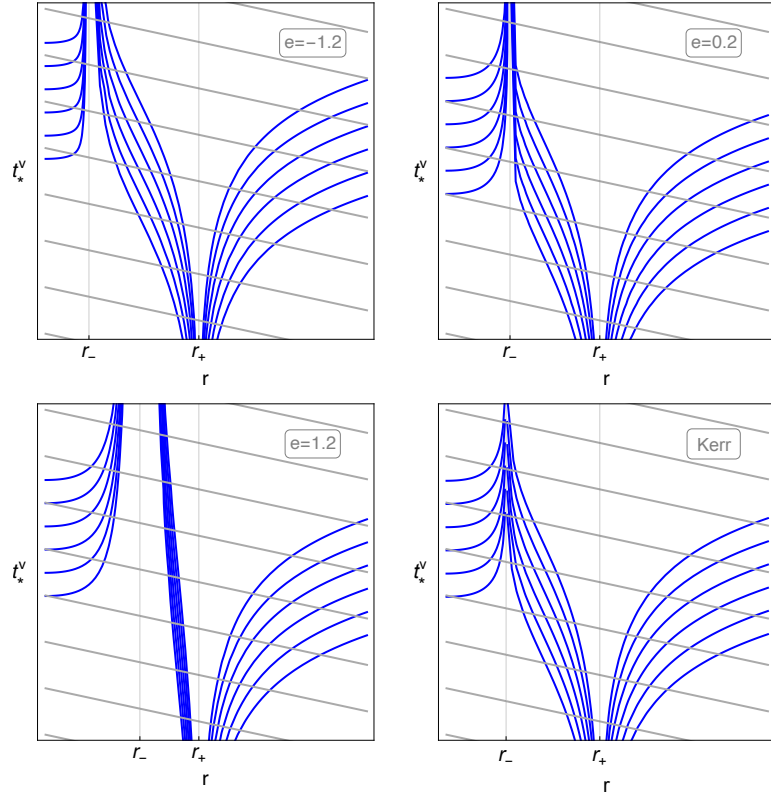 e=−1.2
t*^v
r₋
r₊
r
e=0.2
t*^v
r₋
r₊
r
e=1.2
t*^v
r₋
r₊
r
Kerr
t*^v
r₋
r₊
r